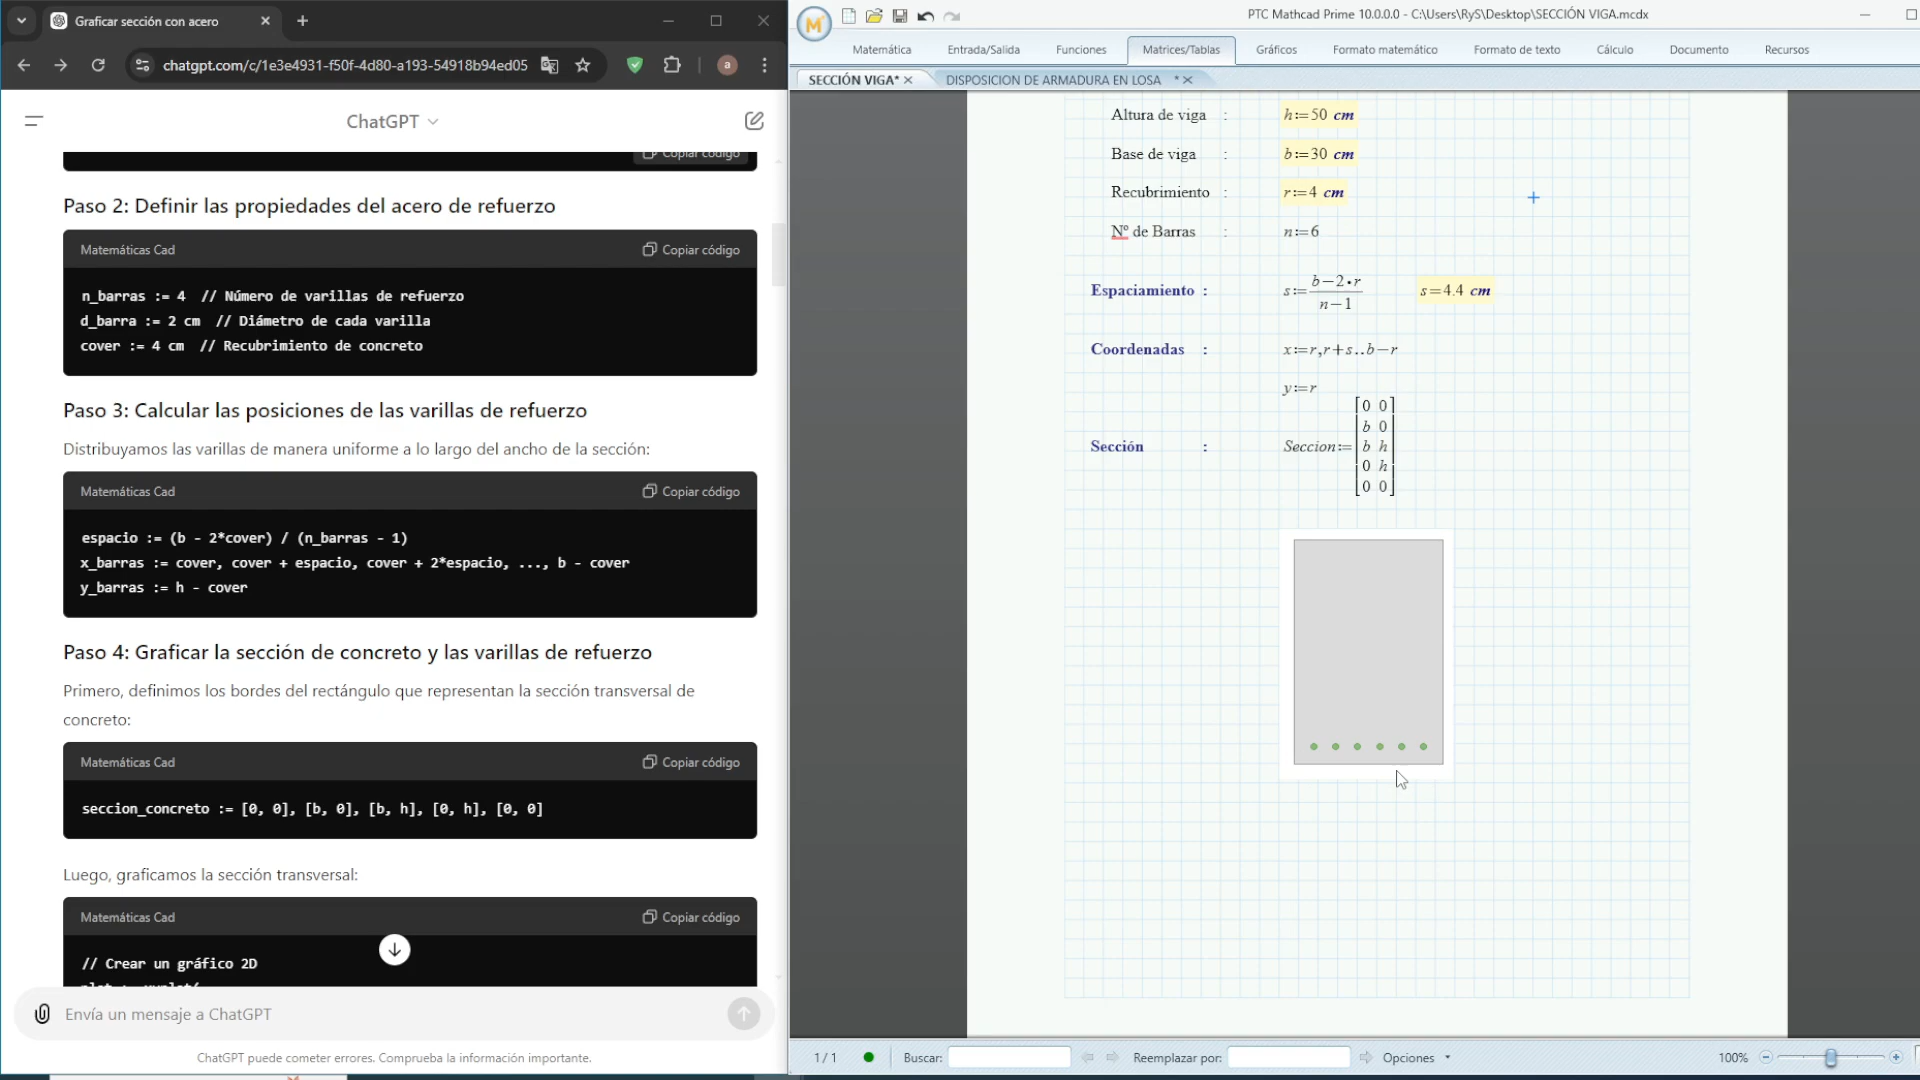 Graficar sección con acero
chatgpt.com/c/1e3e4931-f50f-4d80-a193-54918b94ed05
a
ChatGPT
Copiar código
Paso 2: Definir las propiedades del acero de refuerzo
Matemáticas Cad
Copiar código
n_barras := 4  // Número de varillas de refuerzo
d_barra := 2 cm  // Diámetro de cada varilla
cover := 4 cm  // Recubrimiento de concreto
Paso 3: Calcular las posiciones de las varillas de refuerzo
Distribuyamos las varillas de manera uniforme a lo largo del ancho de la sección:
Matemáticas Cad
Copiar código
espacio := (b - 2*cover) / (n_barras - 1)
x_barras := cover, cover + espacio, cover + 2*espacio, ..., b - cover
y_barras := h - cover
Paso 4: Graficar la sección de concreto y las varillas de refuerzo
Primero, definimos los bordes del rectángulo que representan la sección transversal de
concreto:
Matemáticas Cad
Copiar código
seccion_concreto := [0, 0], [b, 0], [b, h], [0, h], [0, 0]
Luego, graficamos la sección transversal:
Matemáticas Cad
Copiar código
// Crear un gráfico 2D
Envía un mensaje a ChatGPT
ChatGPT puede cometer errores. Comprueba la información importante.
PTC Mathcad Prime 10.0.0.0 - C:\Users\RyS\Desktop\SECCIÓN VIGA.mcdx
Matemática Entrada/Salida Funciones Matrices/Tablas Gráficos Formato matemático Formato de texto Cálculo Documento Recursos
SECCIÓN VIGA* DISPOSICION DE ARMADURA EN LOSA *
Altura de viga : h:=50 cm
Base de viga : b:=30 cm
Recubrimiento : r:=4 cm
Nº de Barras : n:=6
Espaciamiento : s:=(b-2•r)/(n-1) s=4.4 cm
Coordenadas : x:=r,r+s..b-r
y:=r
Sección : Seccion:=
[0 0]
b 0
b h
0 h
[0 0]
1 / 1 Buscar: Reemplazar por: Opciones 100%